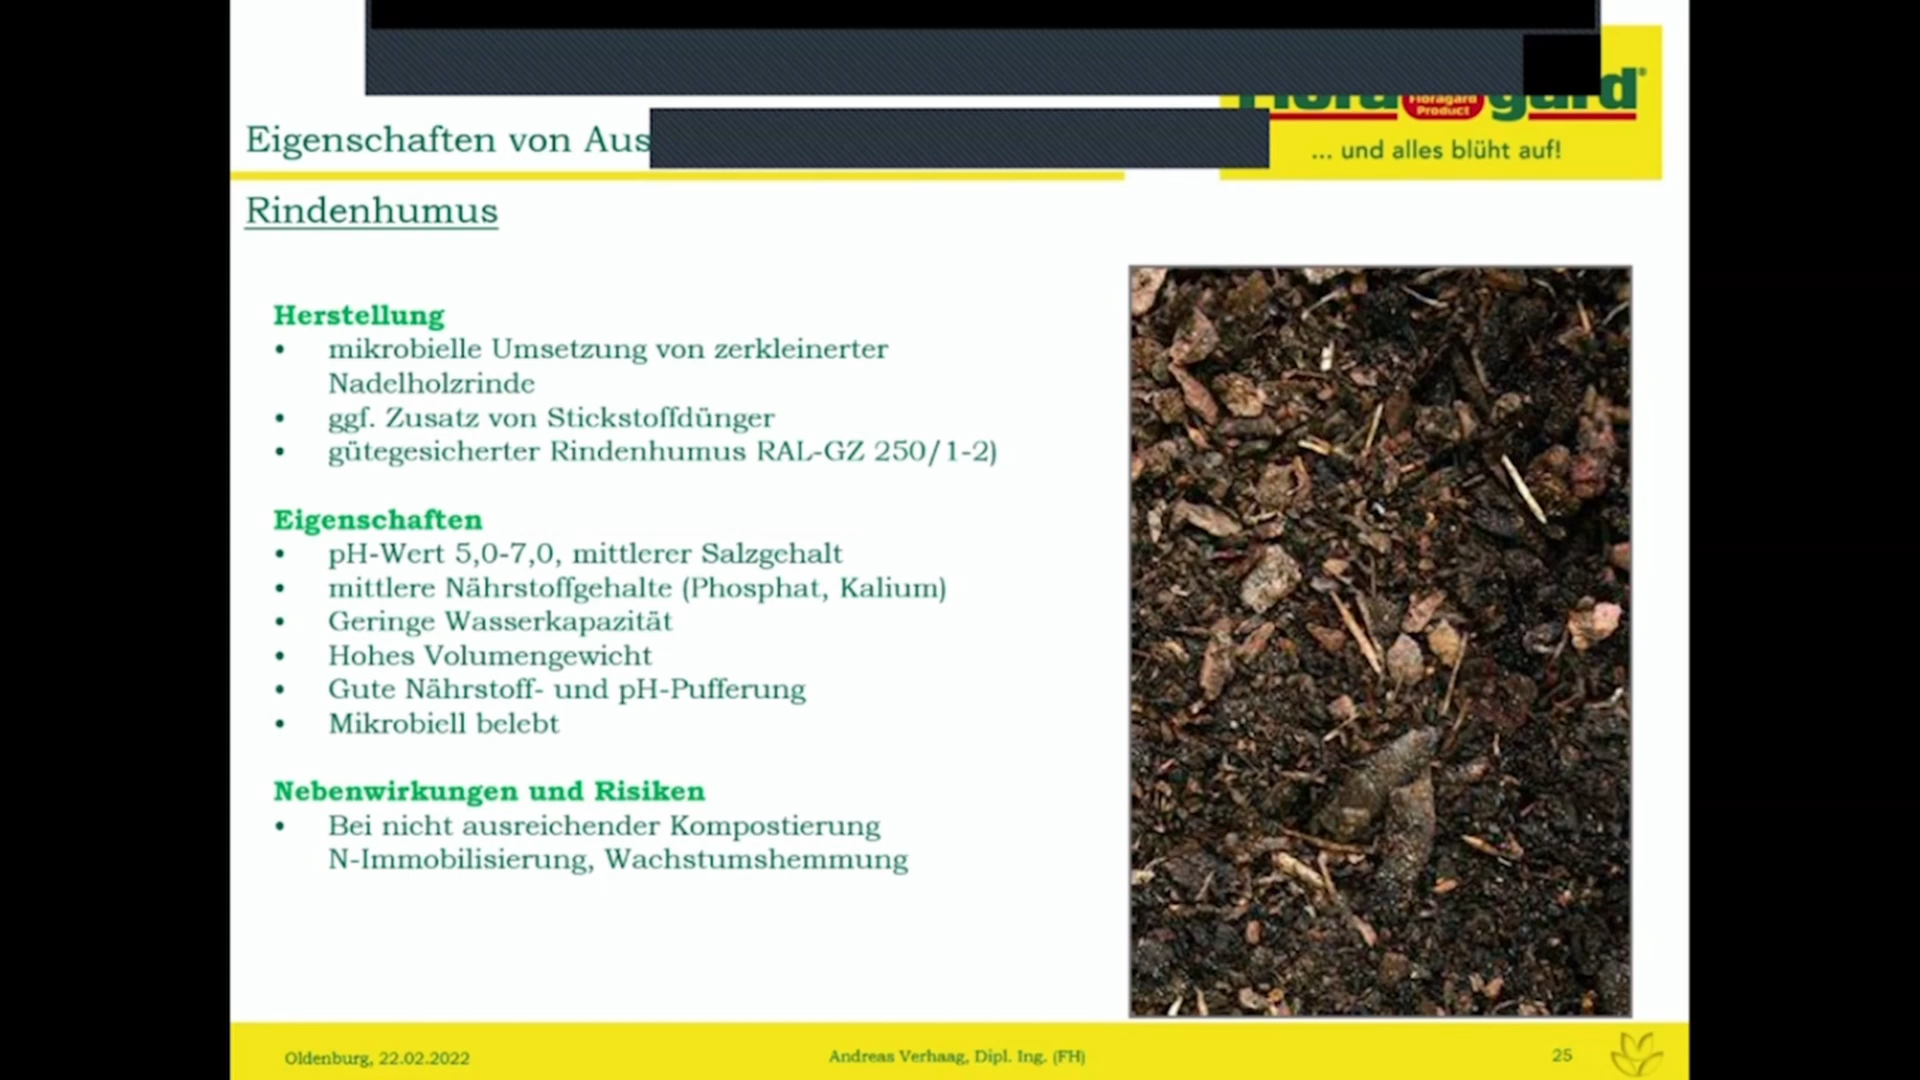 Floragard
Product
... und alles blüht auf!
Eigenschaften von Aus
Rindenhumus
Herstellung
• mikrobielle Umsetzung von zerkleinerter
Nadelholzrinde
• ggf. Zusatz von Stickstoffdünger
• gütegesicherter Rindenhumus RAL-GZ 250/1-2)
Eigenschaften
• pH-Wert 5,0-7,0, mittlerer Salzgehalt
• mittlere Nährstoffgehalte (Phosphat, Kalium)
• Geringe Wasserkapazität
• Hohes Volumengewicht
• Gute Nährstoff- und pH-Pufferung
• Mikrobiell belebt
Nebenwirkungen und Risiken
• Bei nicht ausreichender Kompostierung
N-Immobilisierung, Wachstumshemmung
Oldenburg, 22.02.2022
Andreas Verhaag, Dipl. Ing. (FH)
25